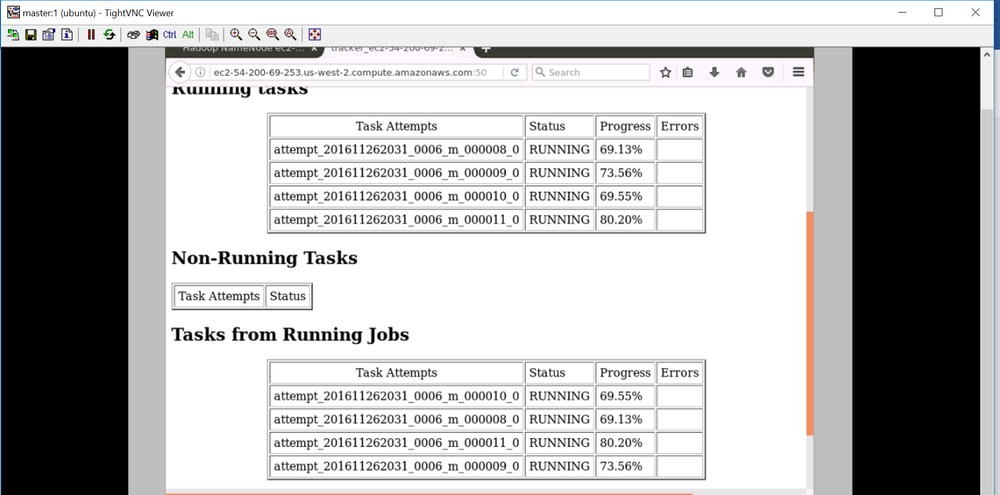 master:1 (ubuntu) - TightVNC Viewer
Ctrl Alt
Hadoop NameNode ec2-... × tracker_ec2-54-200-69-2... × +
ec2-54-200-69-253.us-west-2.compute.amazonaws.com:50 Search
Running tasks
Task Attempts Status Progress Errors
attempt_201611262031_0006_m_000008_0 RUNNING 69.13%
attempt_201611262031_0006_m_000009_0 RUNNING 73.56%
attempt_201611262031_0006_m_000010_0 RUNNING 69.55%
attempt_201611262031_0006_m_000011_0 RUNNING 80.20%
Non-Running Tasks
Task Attempts Status
Tasks from Running Jobs
Task Attempts Status Progress Errors
attempt_201611262031_0006_m_000010_0 RUNNING 69.55%
attempt_201611262031_0006_m_000008_0 RUNNING 69.13%
attempt_201611262031_0006_m_000011_0 RUNNING 80.20%
attempt_201611262031_0006_m_000009_0 RUNNING 73.56%